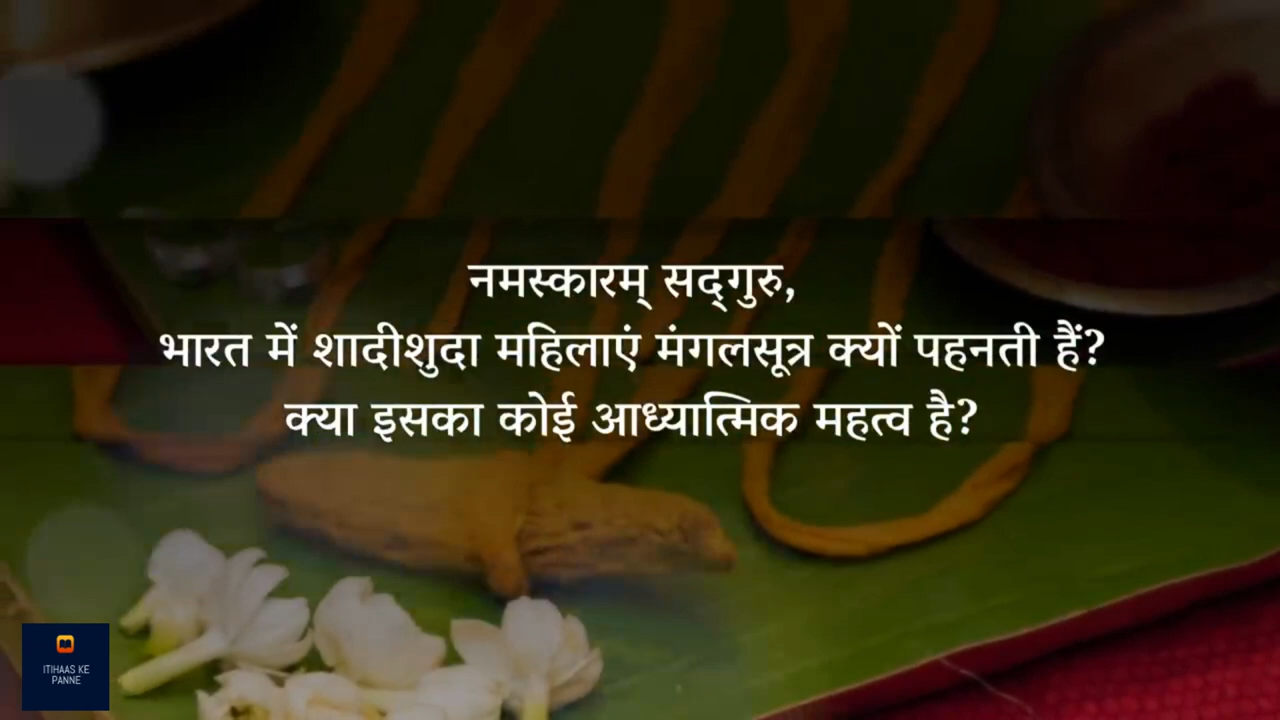 नमस्कारम् सद्‌गुरु,
भारत में शादीशुदा महिलाएं मंगलसूत्र क्यों पहनती हैं?
क्या इसका कोई आध्यात्मिक महत्व है?
ITIHAAS KE
PANNE